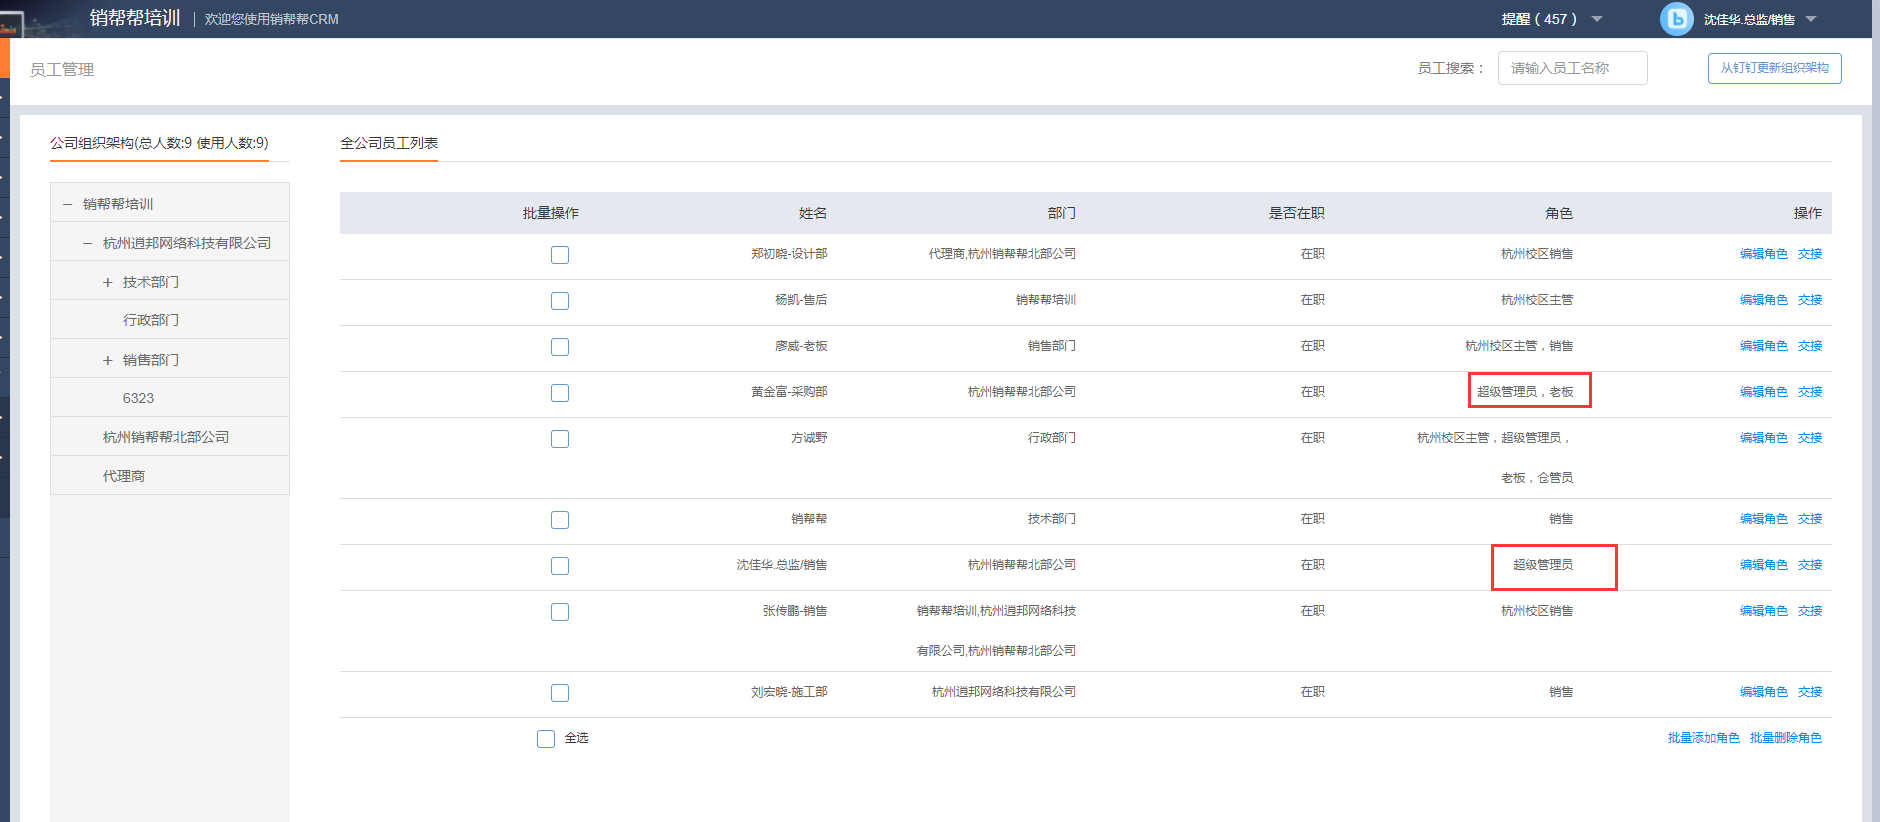 销帮帮培训 欢迎您使用销帮帮CRM 提醒（457） 沈佳华.总监/销售
员工管理 员工搜索： 请输入员工名称 从钉钉更新组织架构
公司组织架构(总人数:9 使用人数:9)
销帮帮培训
杭州逍邦网络科技有限公司
技术部门
行政部门
销售部门
6323
杭州销帮帮北部公司
代理商
全公司员工列表
批量操作 姓名 部门 是否在职 角色 操作
郑初晓-设计部 代理商,杭州销帮帮北部公司 在职 杭州校区销售 编辑角色 交接
杨凯-售后 销帮帮培训 在职 杭州校区主管 编辑角色 交接
廖威-老板 销售部门 在职 杭州校区主管，销售 编辑角色 交接
黄金富-采购部 杭州销帮帮北部公司 在职 超级管理员，老板 编辑角色 交接
方诚野 行政部门 在职 杭州校区主管，超级管理员， 编辑角色 交接
老板，仓管员
销帮帮 技术部门 在职 销售 编辑角色 交接
沈佳华.总监/销售 杭州销帮帮北部公司 在职 超级管理员 编辑角色 交接
张传鹏-销售 销帮帮培训,杭州逍邦网络科技 在职 杭州校区销售 编辑角色 交接
有限公司,杭州销帮帮北部公司
刘宏晓-施工部 杭州逍邦网络科技有限公司 在职 销售 编辑角色 交接
全选 批量添加角色 批量删除角色